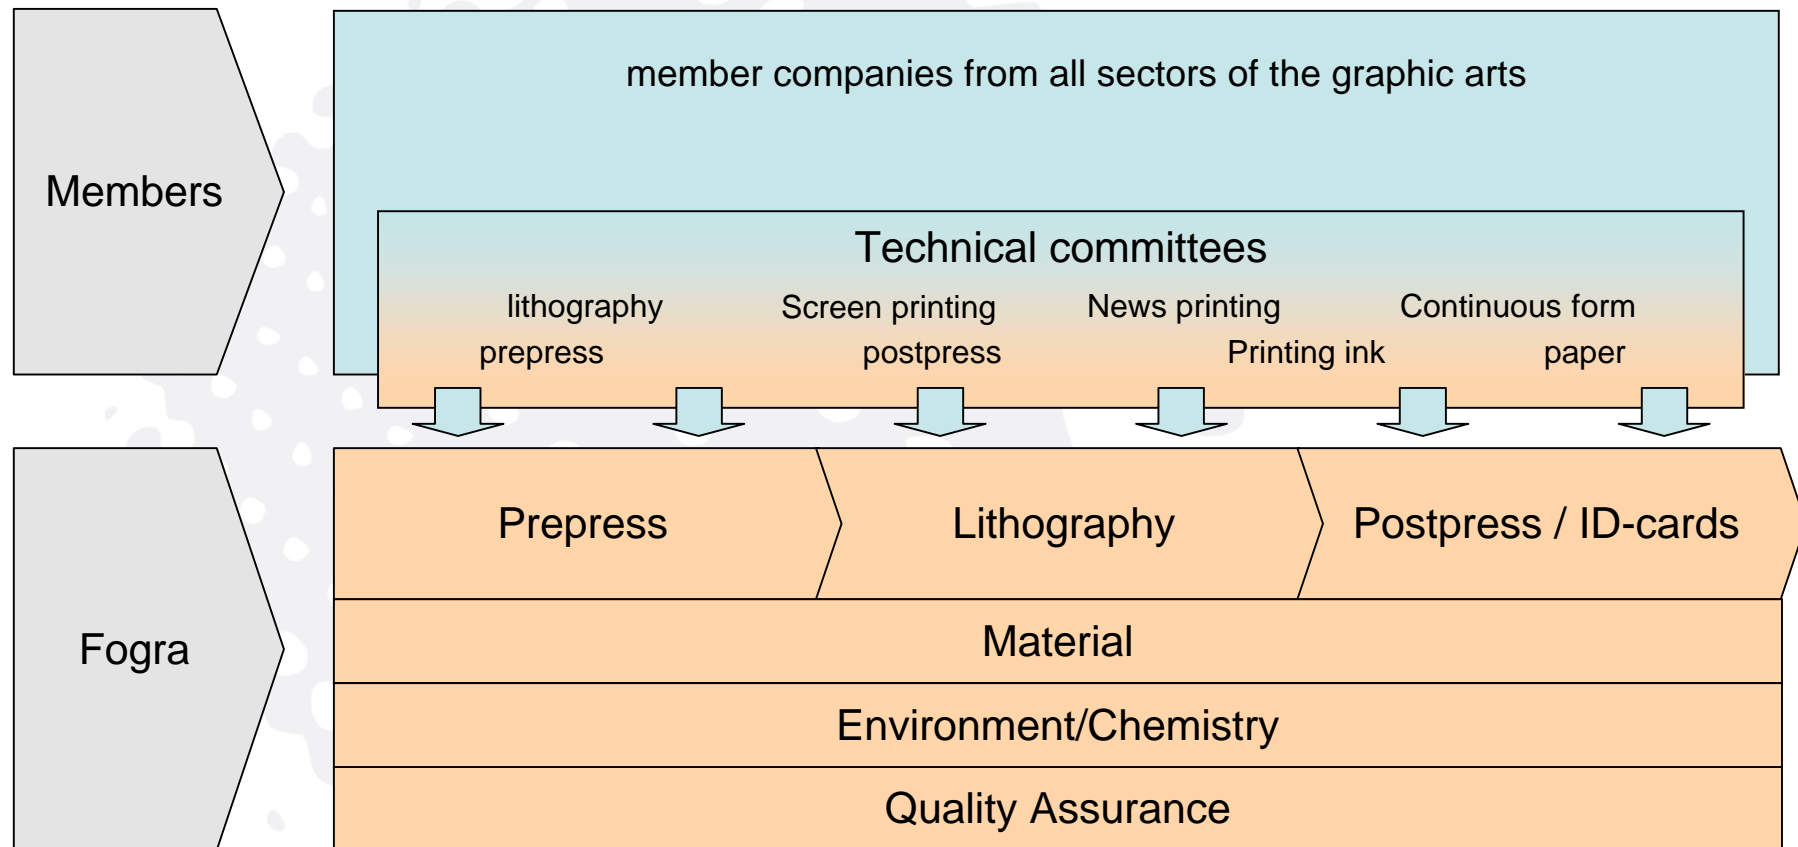 member companies from all sectors of the graphic arts
Members
Technical committees
lithography Screen printing News printing Continuous form
prepress postpress Printing ink paper
Prepress Lithography Postpress / ID-cards
Fogra
Material
Environment/Chemistry
Quality Assurance